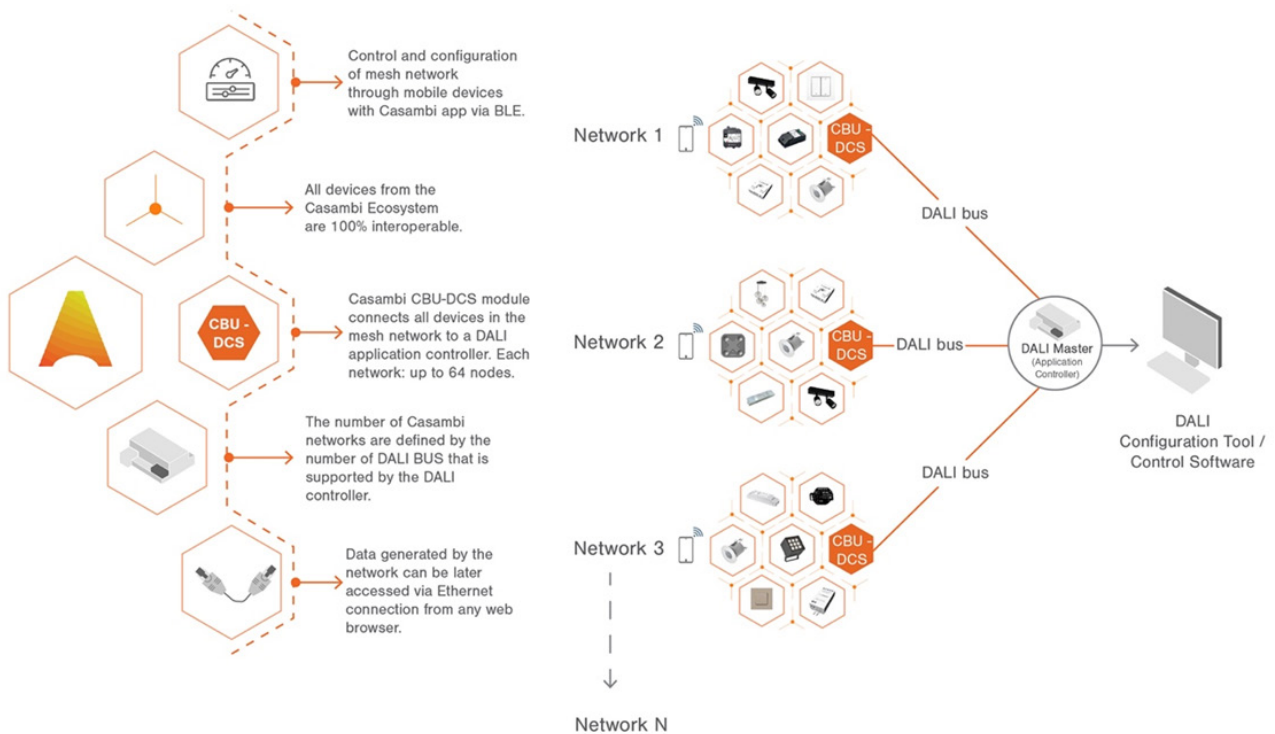 Control and configuration
of mesh network
through mobile devices
with Casambi app via BLE.
All devices from the
Casambi Ecosystem
are 100% interoperable.
CBU -
DCS
Casambi CBU-DCS module
connects all devices in the
mesh network to a DALI
application controller. Each
network: up to 64 nodes.
The number of Casambi
networks are defined by the
number of DALI BUS that is
supported by the DALI
controller.
Data generated by the
network can be later
accessed via Ethernet
connection from any web
browser.
Network 1
CBU -
DCS
DALI bus
Network 2
CBU -
DCS
DALI bus
DALI Master
(Application
Controller)
DALI
Configuration Tool /
Control Software
DALI bus
Network 3
CBU -
DCS
Network N